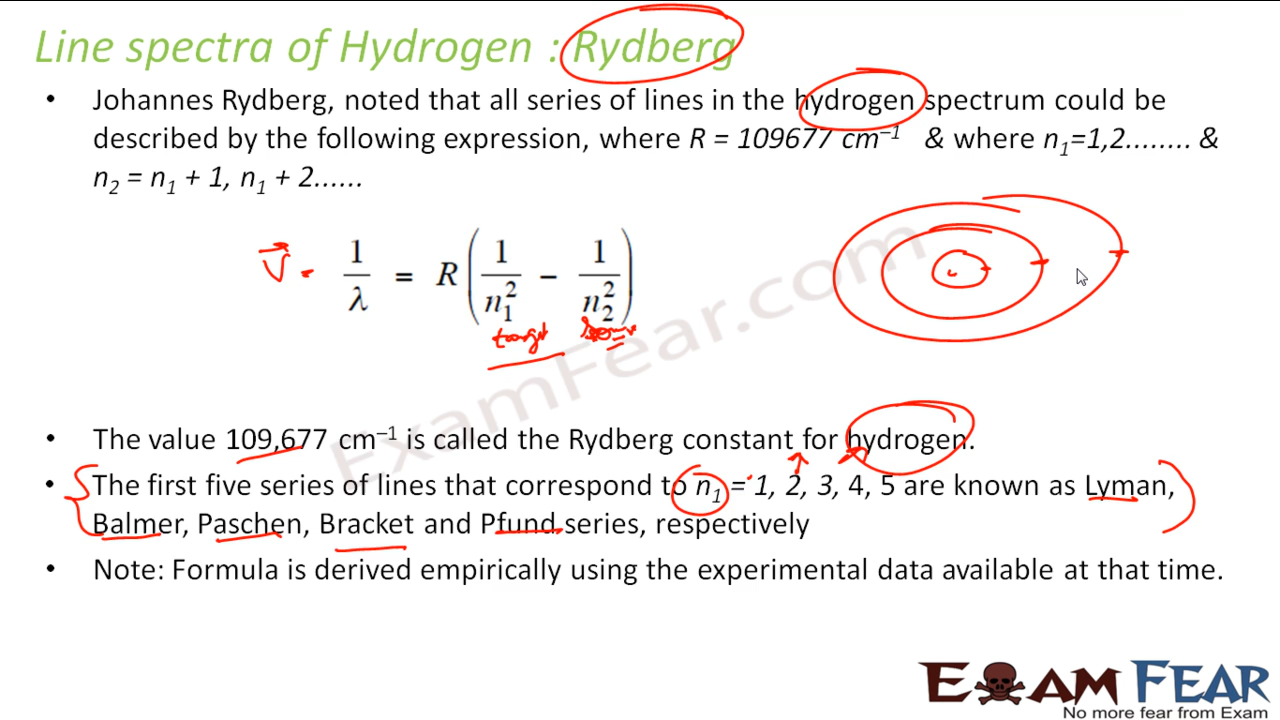 Line spectra of Hydrogen : Rydberg
• Johannes Rydberg, noted that all series of lines in the hydrogen spectrum could be
described by the following expression, where R = 109677 cm⁻¹ & where n₁=1,2........ &
n₂ = n₁ + 1, n₁ + 2......
1/λ = R(1/n₁² − 1/n₂²)
target
ExamFear.com
• The value 109,677 cm⁻¹ is called the Rydberg constant for hydrogen.
• The first five series of lines that correspond to n₁ = 1, 2, 3, 4, 5 are known as Lyman,
Balmer, Paschen, Bracket and Pfund series, respectively
• Note: Formula is derived empirically using the experimental data available at that time.
EXAM FEAR
No more fear from Exam